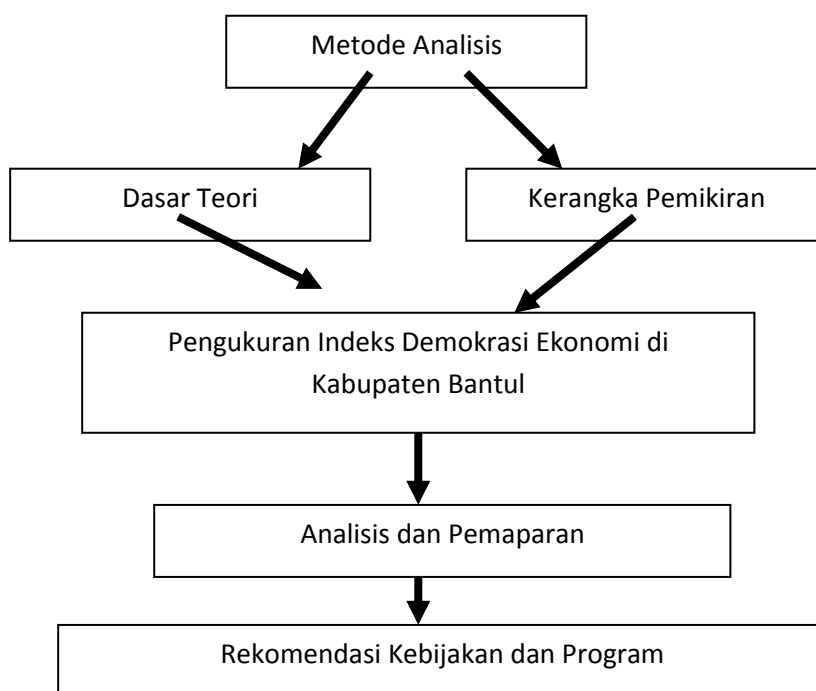 Metode Analisis
Dasar Teori
Kerangka Pemikiran
Pengukuran Indeks Demokrasi Ekonomi di
Kabupaten Bantul
Analisis dan Pemaparan
Rekomendasi Kebijakan dan Program